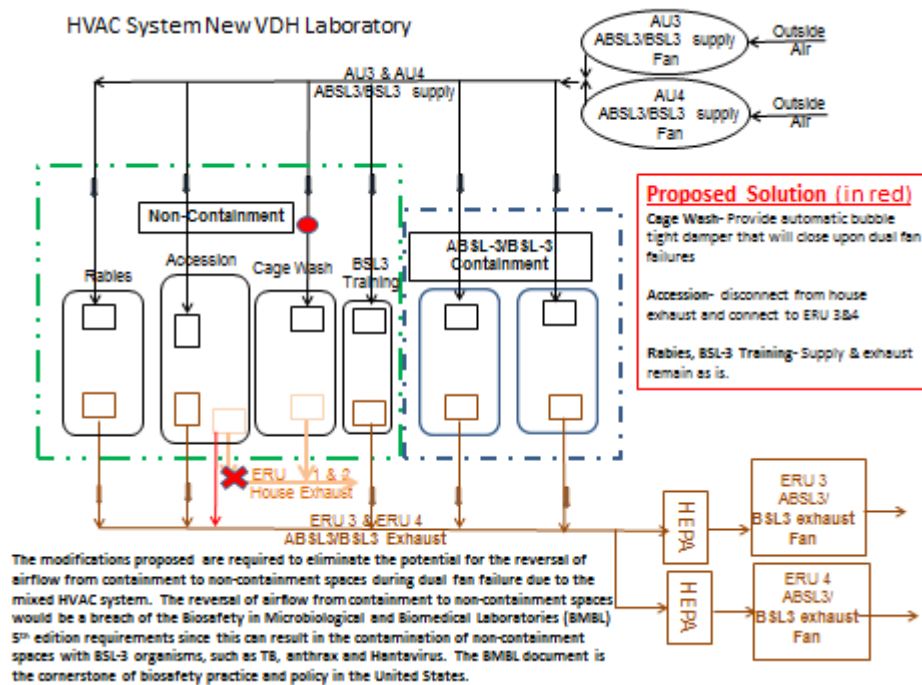 HVAC System New VDH Laboratory
AU3
ABSL3/BSL3 supply
Fan
Outside
Air
AU4
ABSL3/BSL3 supply
Fan
Outside
Air
AU3 & AU4
ABSL3/BSL3 supply
Non-Containment
ABSL-3/BSL-3
Containment
Rabies
Accession
Cage Wash
BSL3
Training
Proposed Solution (in red)
Cage Wash- Provide automatic bubble
tight damper that will close upon dual fan
failures
Accession- disconnect from house
exhaust and connect to ERU 3&4
Rabies, BSL-3 Training- Supply & exhaust
remain as is.
ERU 1 & 2
House Exhaust
ERU 3 & ERU 4
ABSL3/BSL3 Exhaust
HEPA
ERU 3
ABSL3/
BSL3 exhaust
Fan
HEPA
ERU 4
ABSL3/
BSL3 exhaust
Fan
The modifications proposed are required to eliminate the potential for the reversal of
airflow from containment to non-containment spaces during dual fan failure due to the
mixed HVAC system. The reversal of airflow from containment to non-containment spaces
would be a breach of the Biosafety in Microbiological and Biomedical Laboratories (BMBL)
5th edition requirements since this can result in the contamination of non-containment
spaces with BSL-3 organisms, such as TB, anthrax and Hantavirus. The BMBL document is
the cornerstone of biosafety practice and policy in the United States.